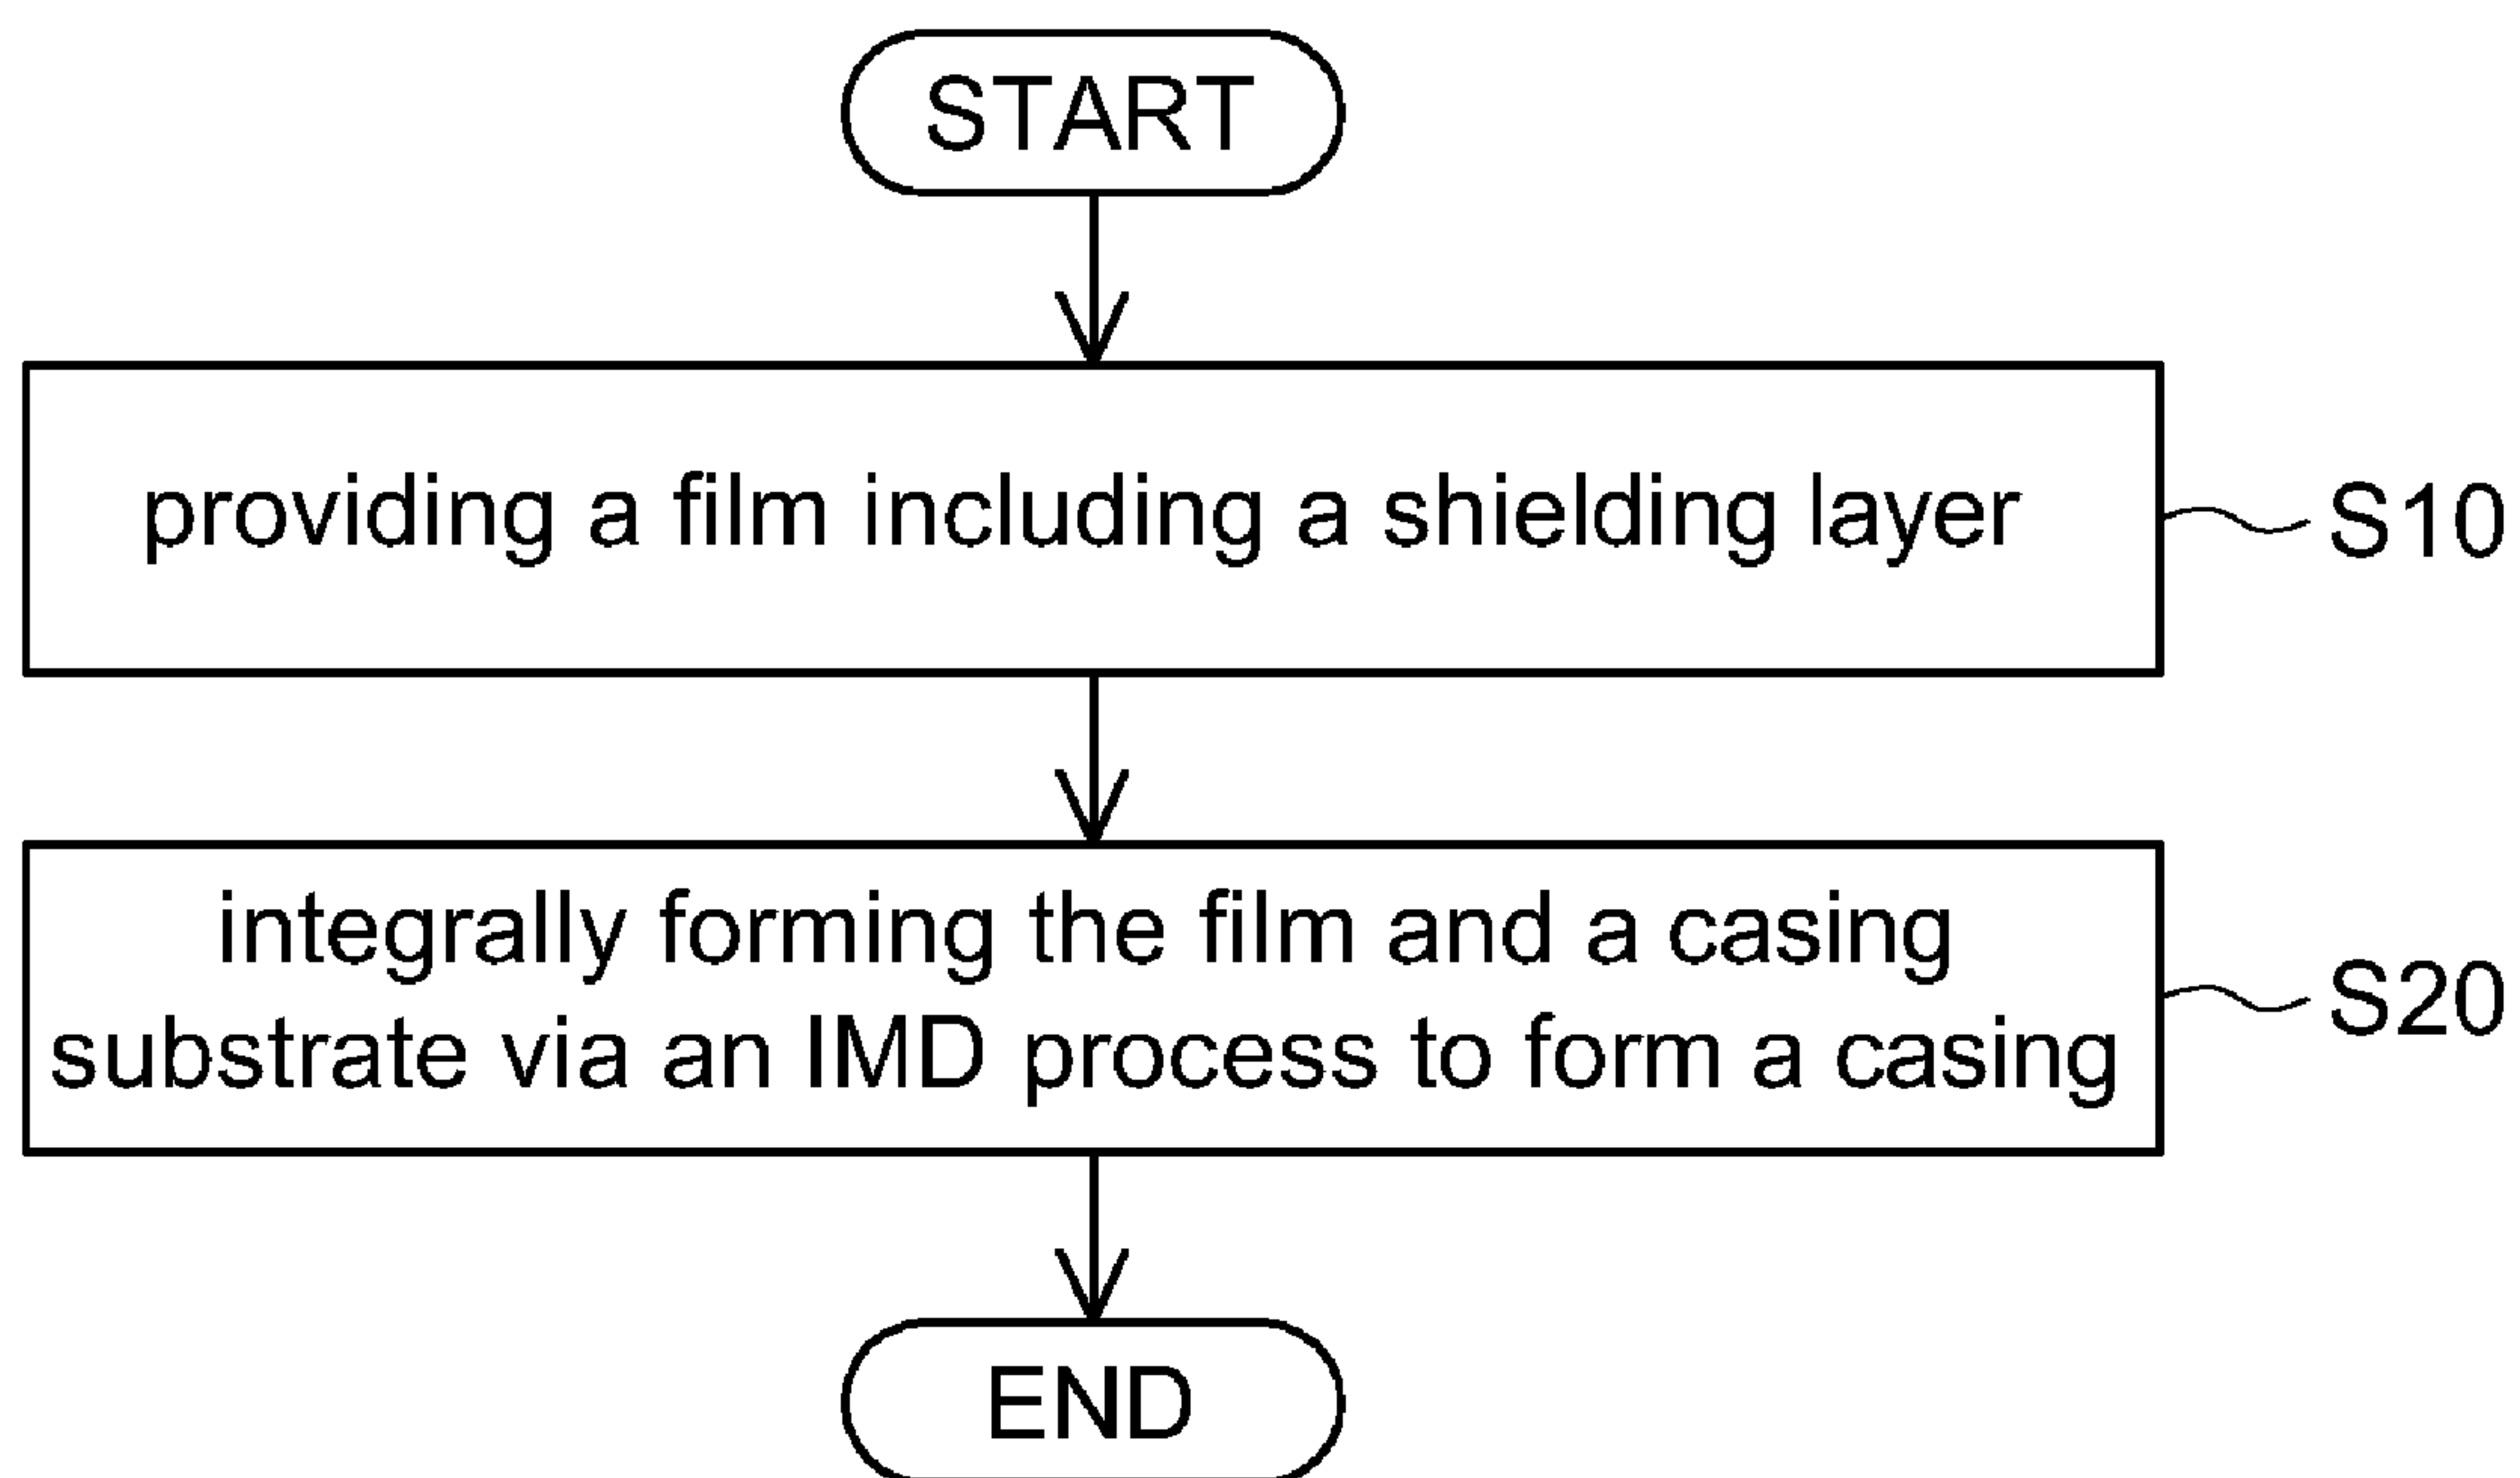 START
providing a film including a shielding layer
S10
integrally forming the film and a casing
substrate via an IMD process to form a casing
S20
END